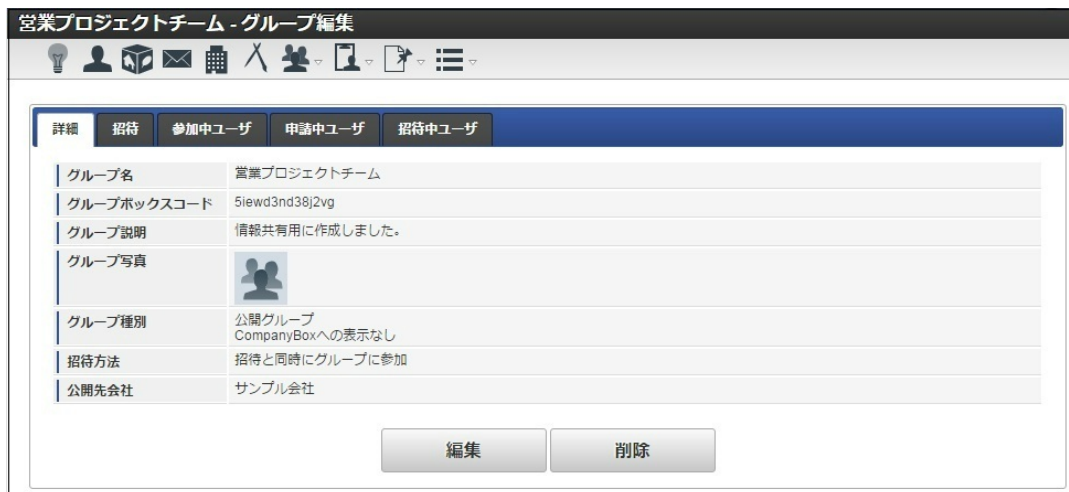 営業プロジェクトチーム - グループ編集
詳細 招待 参加中ユーザ 申請中ユーザ 招待中ユーザ
グループ名 営業プロジェクトチーム
グループボックスコード 5iewd3nd38j2vg
グループ説明 情報共有用に作成しました。
グループ写真
グループ種別 公開グループ
CompanyBoxへの表示なし
招待方法 招待と同時にグループに参加
公開先会社 サンプル会社
編集 削除